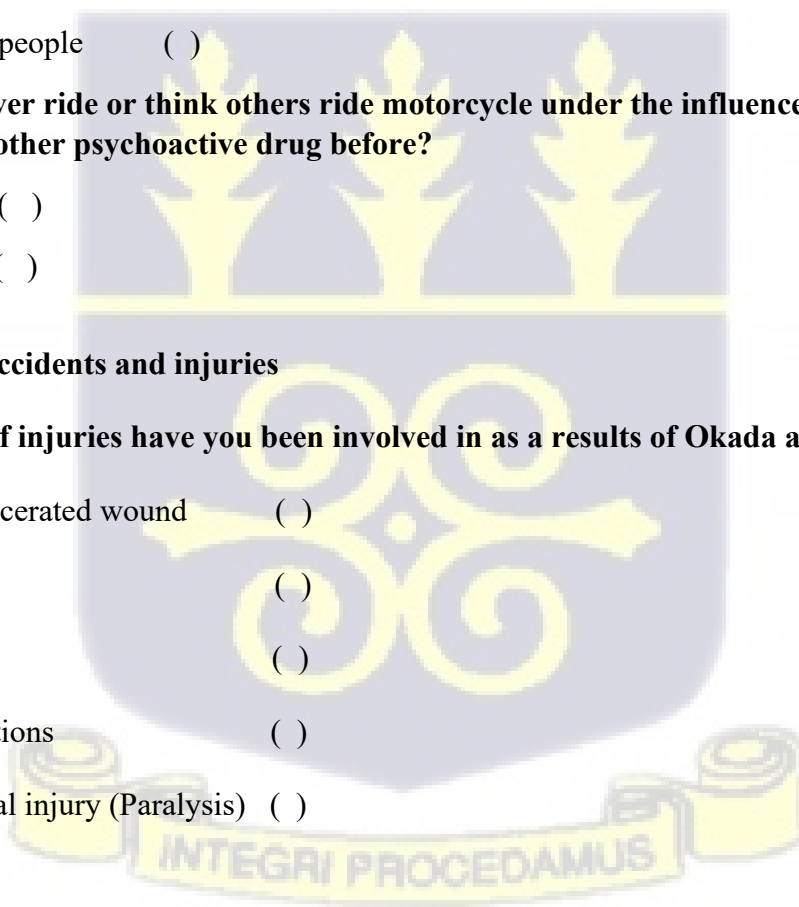 people ( )
ver ride or think others ride motorcycle under the influence
other psychoactive drug before?
( )
( )
ccidents and injuries
f injuries have you been involved in as a results of Okada a
cerated wound ( )
( )
( )
tions ( )
al injury (Paralysis) ( )
INTEGRI PROCEDAMUS